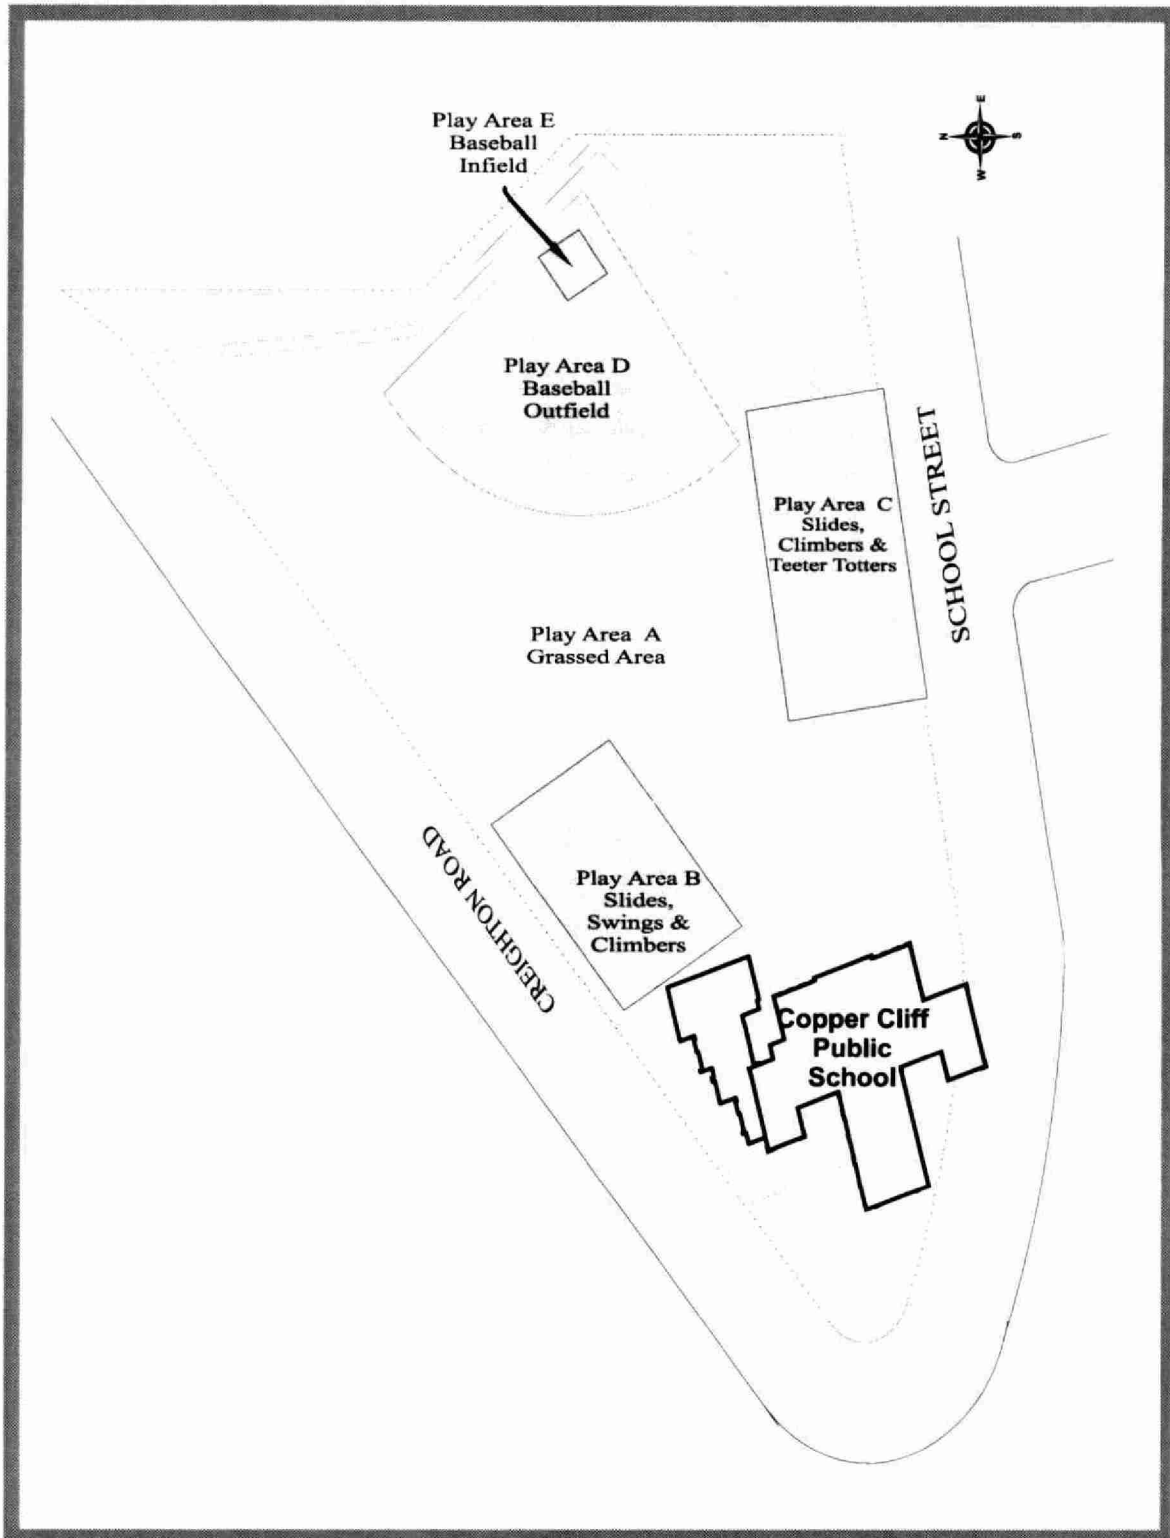 Play Area E
Baseball
Infield
E
N
S
W
Play Area D
Baseball
Outfield
SCHOOL STREET
Play Area C
Slides,
Climbers &
Teeter Totters
Play Area A
Grassed Area
CREIGHTON ROAD
Play Area B
Slides,
Swings &
Climbers
Copper Cliff
Public
School